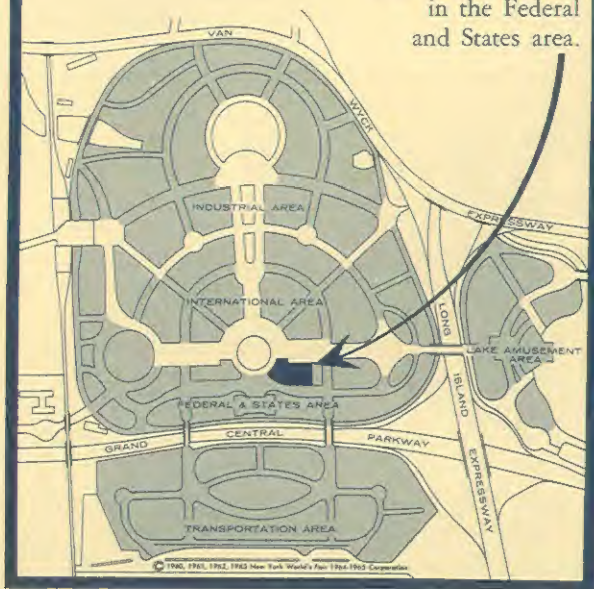 in the Federal
and States area.
VAN
WYCK
EXPRESSWAY
INDUSTRIAL AREA
INTERNATIONAL AREA
LONG
ISLAND
EXPRESSWAY
LAKE AMUSEMENT
AREA
FEDERAL & STATES AREA
GRAND CENTRAL PARKWAY
TRANSPORTATION AREA
© 1960, 1961, 1962, 1963 New York World's Fair 1964-1965 Corporation